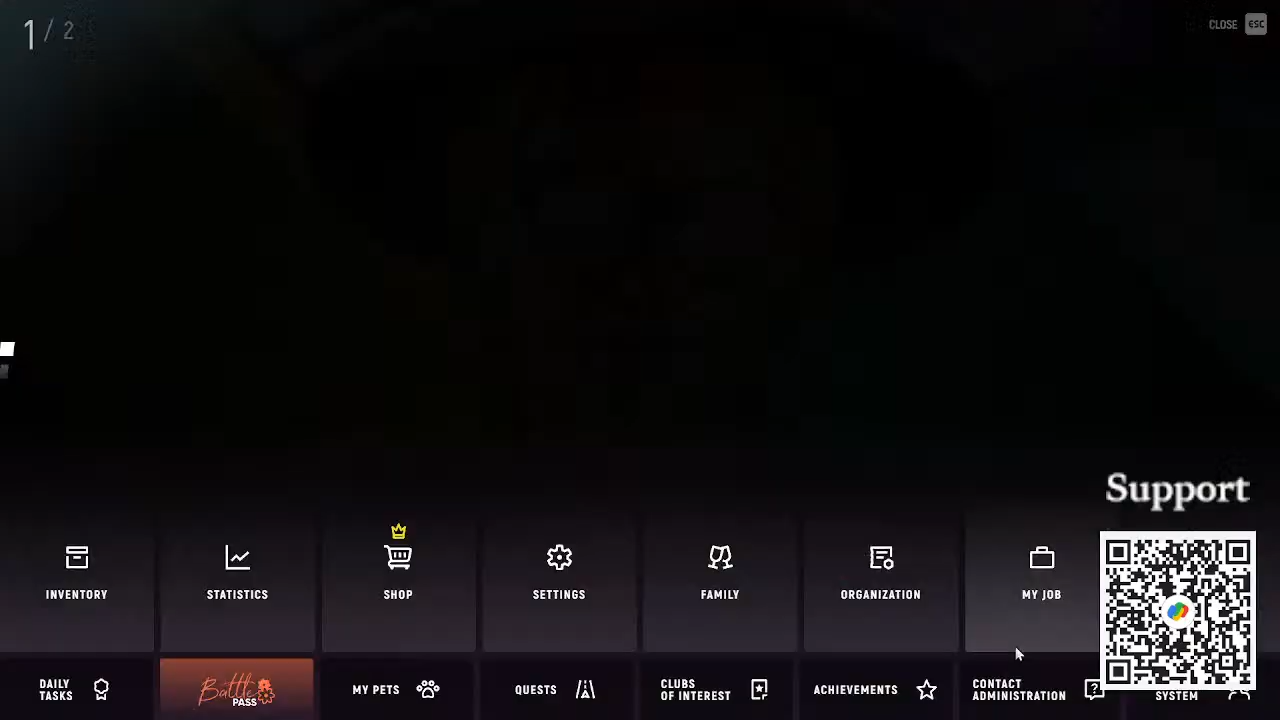 1 / 2
CLOSE ESC
Support
INVENTORY
STATISTICS
SHOP
SETTINGS
FAMILY
ORGANIZATION
MY JOB
DAILY
TASKS
Battle
PASS
MY PETS
QUESTS
CLUBS
OF INTEREST
ACHIEVEMENTS
CONTACT
ADMINISTRATION
SYSTEM